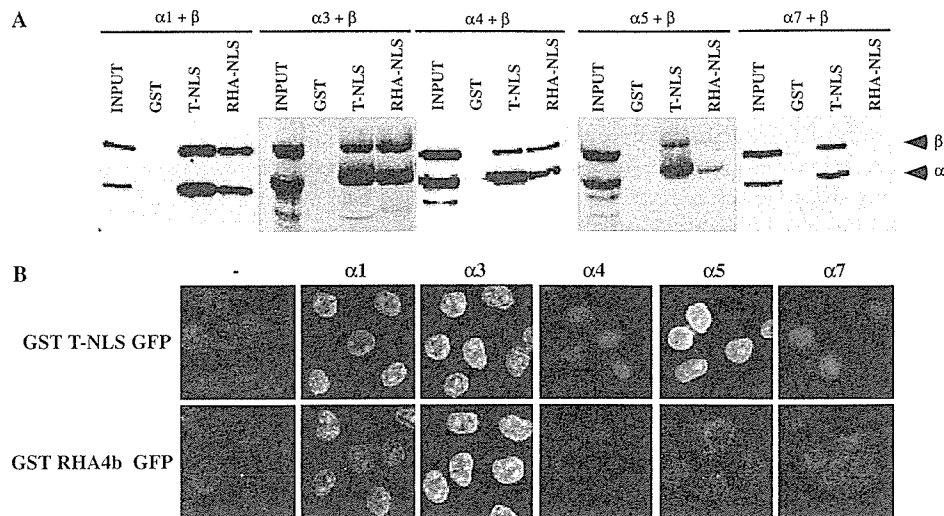 A
α1 + β α3 + β α4 + β α5 + β α7 + β
INPUT GST T-NLS RHA-NLS INPUT GST T-NLS RHA-NLS INPUT GST T-NLS RHA-NLS INPUT GST T-NLS RHA-NLS INPUT GST T-NLS RHA-NLS
β
α
B
- α1 α3 α4 α5 α7
GST T-NLS GFP
GST RHA4b GFP